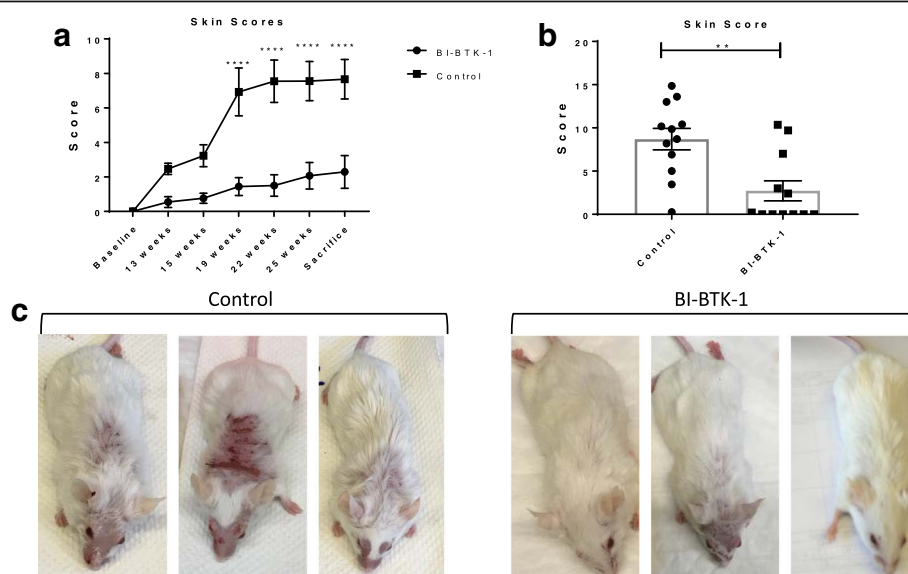 a
Skin Scores
10
8
6
4
2
0
Score
****
****
****
****
BI-BTK-1
Control
Baseline
13 weeks
15 weeks
19 weeks
22 weeks
25 weeks
Sacrifice
b
Skin Score
20
15
10
5
0
Score
**
Control
BI-BTK-1
c
Control
BI-BTK-1